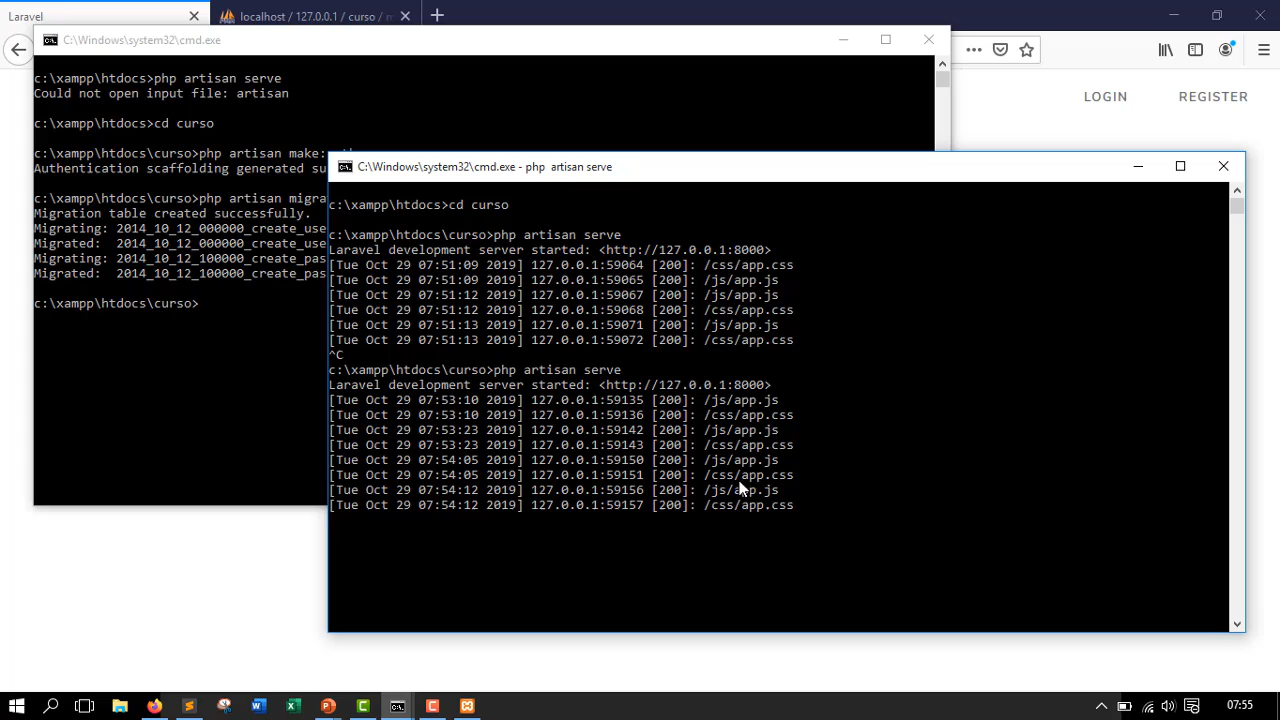 Laravel
localhost / 127.0.0.1 / curso /
C:\Windows\system32\cmd.exe
c:\xampp\htdocs>php artisan serve
Could not open input file: artisan
c:\xampp\htdocs>cd curso
c:\xampp\htdocs\curso>php artisan make:
Authentication scaffolding generated su
c:\xampp\htdocs\curso>php artisan migra
Migration table created successfully.
Migrating: 2014_10_12_000000_create_use
Migrated:  2014_10_12_000000_create_use
Migrating: 2014_10_12_100000_create_pas
Migrated:  2014_10_12_100000_create_pas
c:\xampp\htdocs\curso>
LOGIN REGISTER
C:\Windows\system32\cmd.exe - php  artisan serve
c:\xampp\htdocs>cd curso
c:\xampp\htdocs\curso>php artisan serve
Laravel development server started: <http://127.0.0.1:8000>
[Tue Oct 29 07:51:09 2019] 127.0.0.1:59064 [200]: /css/app.css
[Tue Oct 29 07:51:09 2019] 127.0.0.1:59065 [200]: /js/app.js
[Tue Oct 29 07:51:12 2019] 127.0.0.1:59067 [200]: /js/app.js
[Tue Oct 29 07:51:12 2019] 127.0.0.1:59068 [200]: /css/app.css
[Tue Oct 29 07:51:13 2019] 127.0.0.1:59071 [200]: /js/app.js
[Tue Oct 29 07:51:13 2019] 127.0.0.1:59072 [200]: /css/app.css
^C
c:\xampp\htdocs\curso>php artisan serve
Laravel development server started: <http://127.0.0.1:8000>
[Tue Oct 29 07:53:10 2019] 127.0.0.1:59135 [200]: /js/app.js
[Tue Oct 29 07:53:10 2019] 127.0.0.1:59136 [200]: /css/app.css
[Tue Oct 29 07:53:23 2019] 127.0.0.1:59142 [200]: /js/app.js
[Tue Oct 29 07:53:23 2019] 127.0.0.1:59143 [200]: /css/app.css
[Tue Oct 29 07:54:05 2019] 127.0.0.1:59150 [200]: /js/app.js
[Tue Oct 29 07:54:05 2019] 127.0.0.1:59151 [200]: /css/app.css
[Tue Oct 29 07:54:12 2019] 127.0.0.1:59156 [200]: /js/app.js
[Tue Oct 29 07:54:12 2019] 127.0.0.1:59157 [200]: /css/app.css
07:55